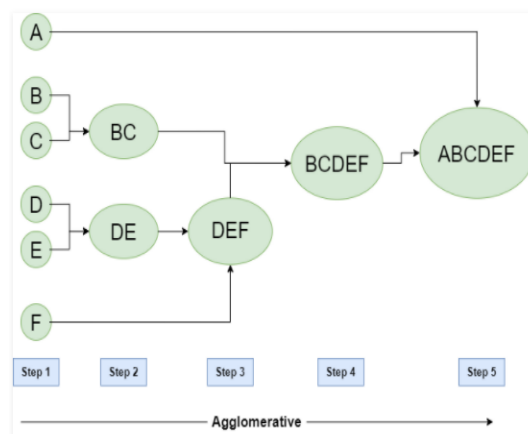 A
B
C
BC
D
E
DE
DEF
F
BCDEF
ABCDEF
Step 1
Step 2
Step 3
Step 4
Step 5
Agglomerative